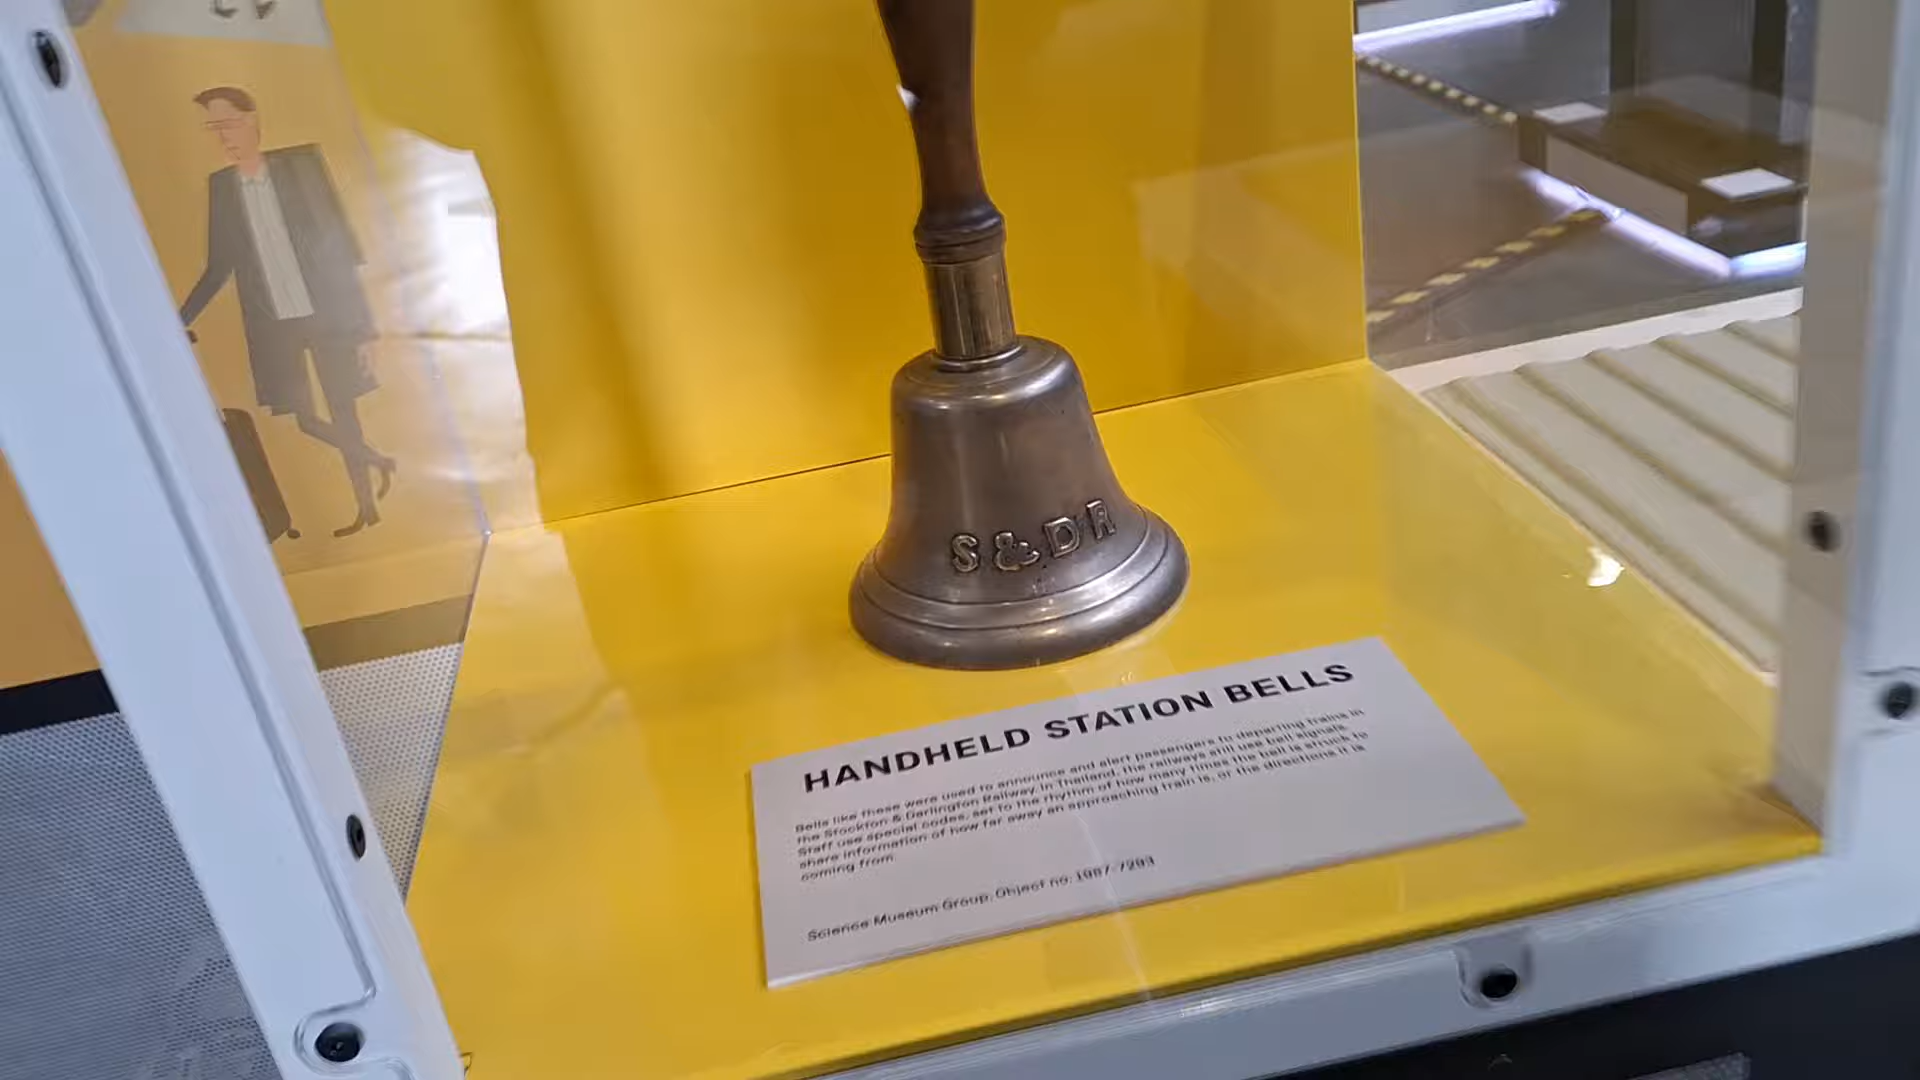 S&DR
HANDHELD STATION BELLS
Bells like these were used to announce and alert passengers to departing trains in
the Stockton & Darlington Railway. In Thailand, the railways still use bell signals.
Staff use special codes, set to the rhythm of how many times the bell is struck to
share information of how far away an approaching train is, or the directions it is
coming from.
Science Museum Group, Object no. 1987-7293